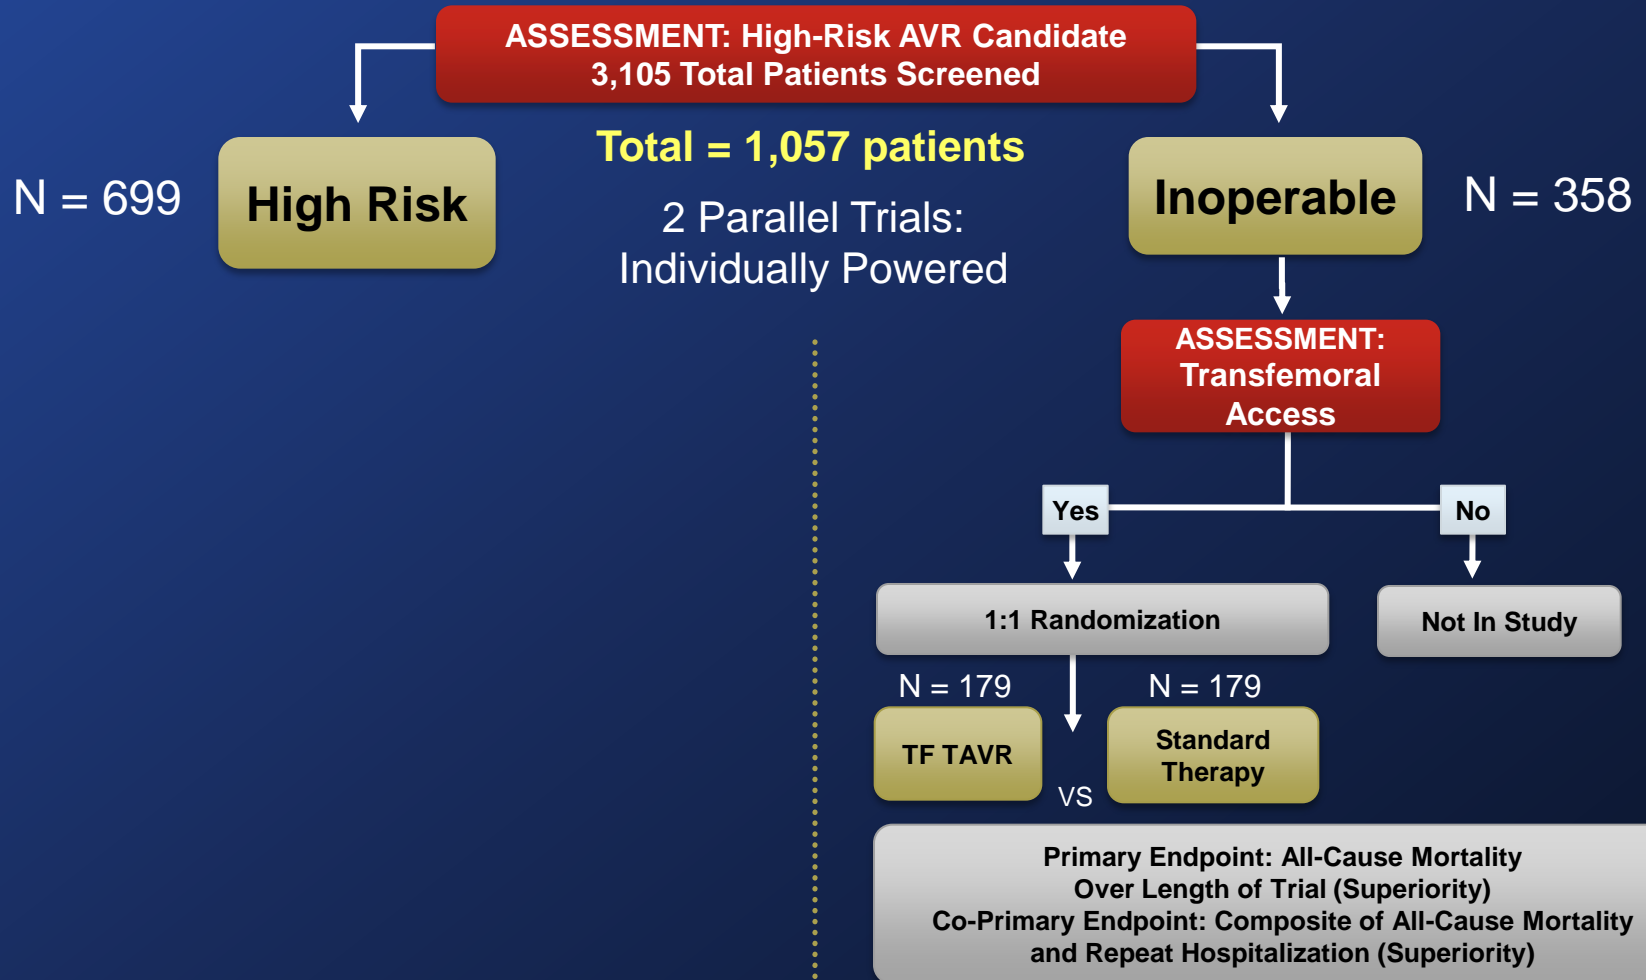 ASSESSMENT: High-Risk AVR Candidate
3,105 Total Patients Screened
N = 699
High Risk
Total = 1,057 patients
2 Parallel Trials:
Individually Powered
Inoperable
N = 358
ASSESSMENT:
Transfemoral
Access
Yes
No
1:1 Randomization
Not In Study
N = 179
N = 179
TF TAVR
VS
Standard
Therapy
Primary Endpoint: All-Cause Mortality
Over Length of Trial (Superiority)
Co-Primary Endpoint: Composite of All-Cause Mortality
and Repeat Hospitalization (Superiority)